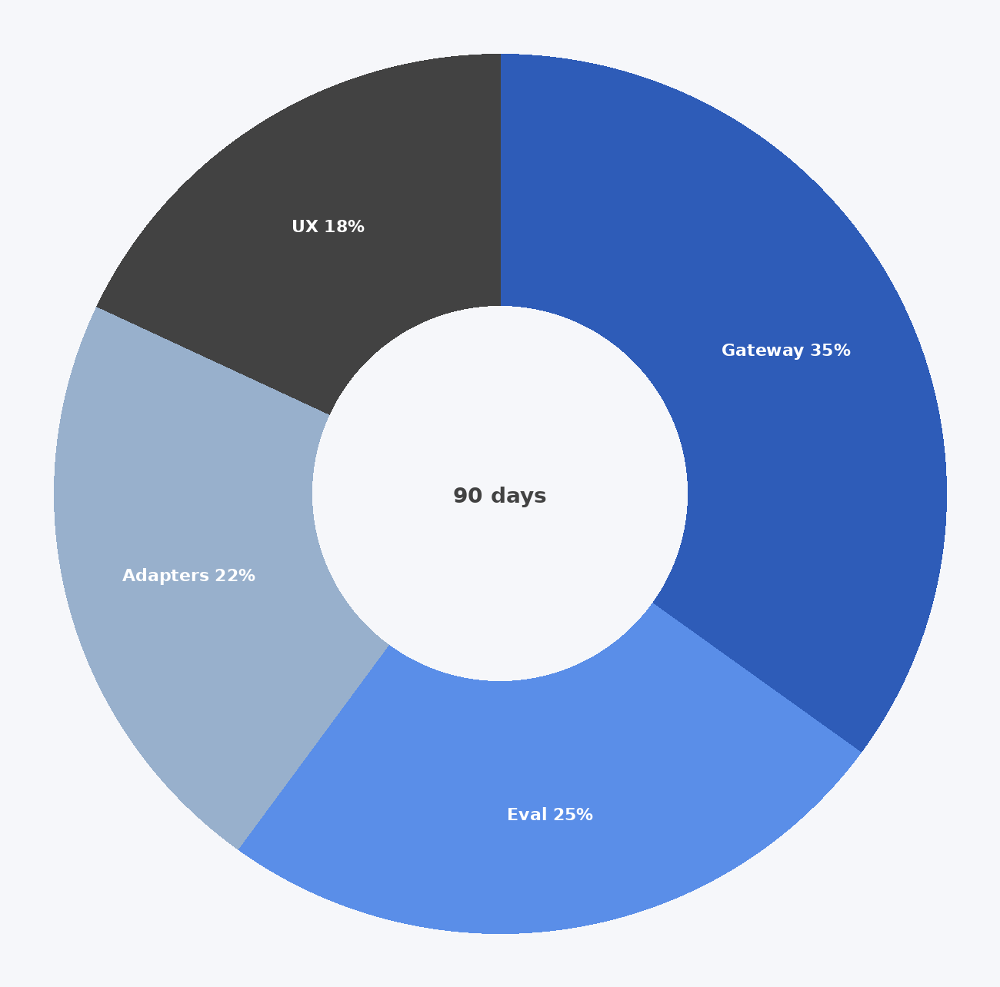 UX 18%
Gateway 35%
90 days
Adapters 22%
Eval 25%